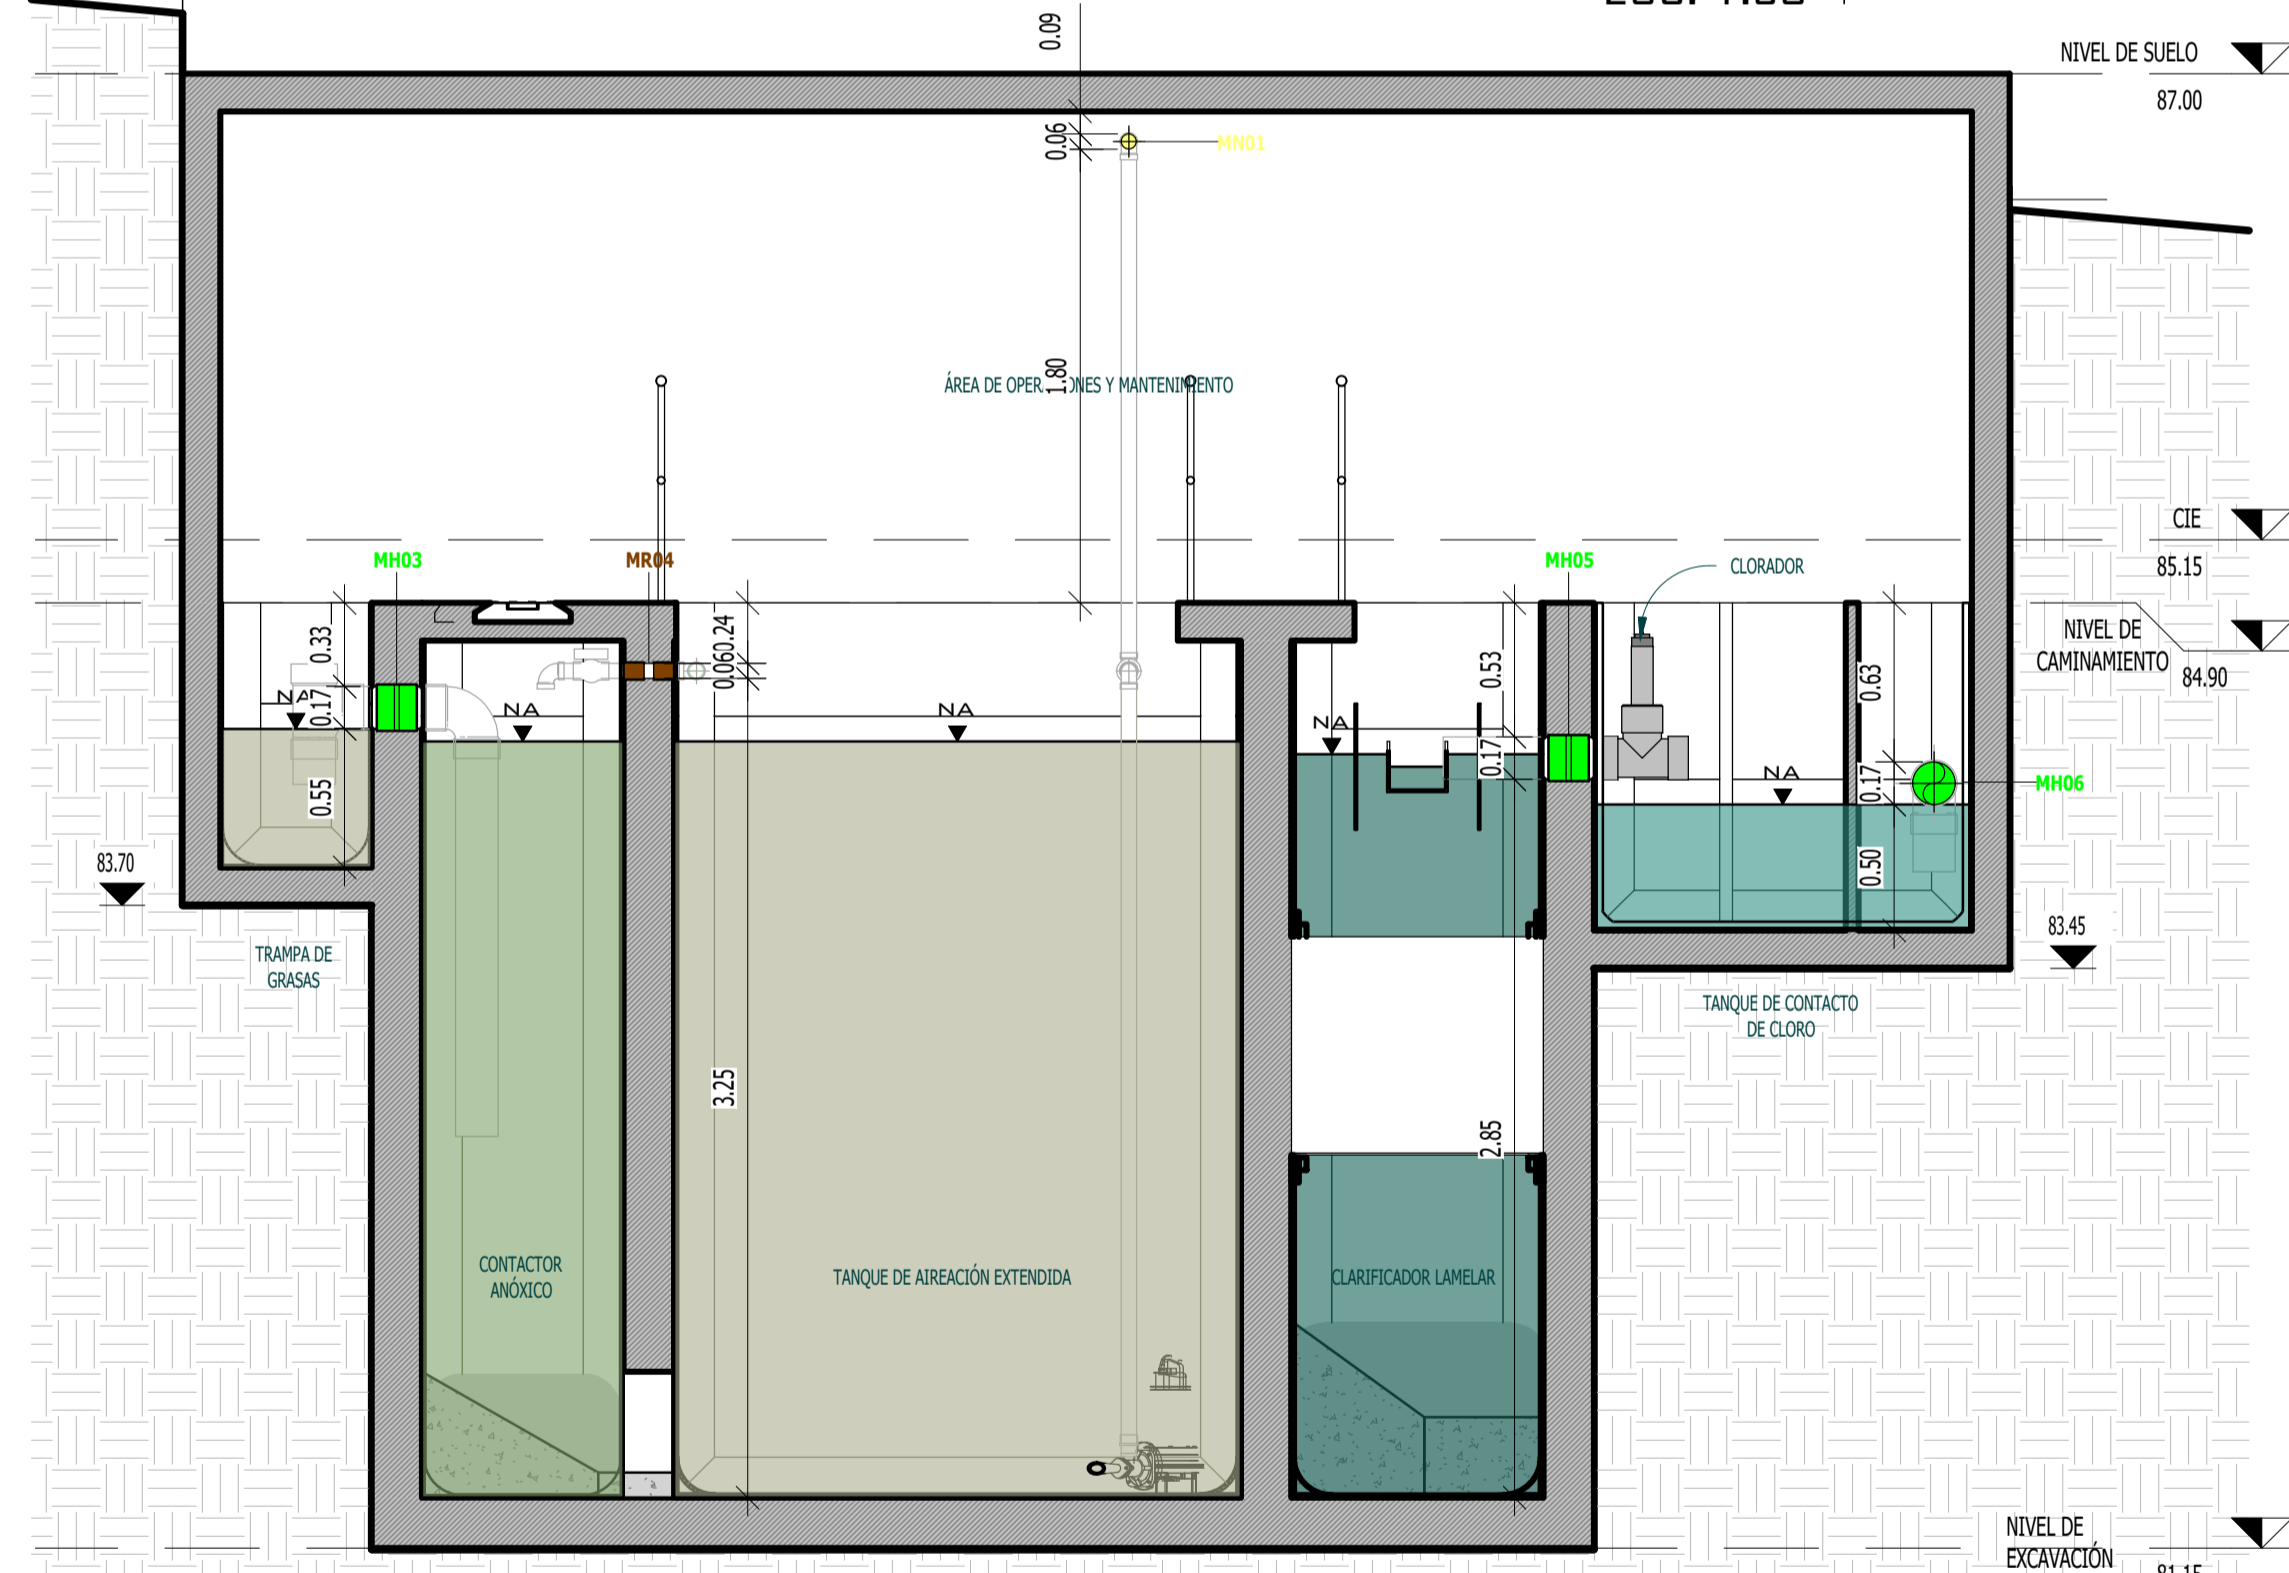 0.09
NIVEL DE SUELO
87.00
0.06
MN01
1.80
CIE
85.15
MH03
MR04
MH05
CLORADOR
NIVEL DE
CAMINAMIENTO
84.90
0.33
0.24
0.06
0.53
0.63
NA
0.17
NA
NA
NA
0.17
NA
0.17
MH06
0.55
0.50
83.70
83.45
TRAMPA DE
GRASAS
TANQUE DE CONTACTO
DE CLORO
3.25
2.85
CONTACTOR
ANÓXICO
TANQUE DE AIREACIÓN EXTENDIDA
CLARIFICADOR LAMELAR
NIVEL DE
EXCAVACIÓN
81.15
ÁREA DE Y MANTENIMIENTO